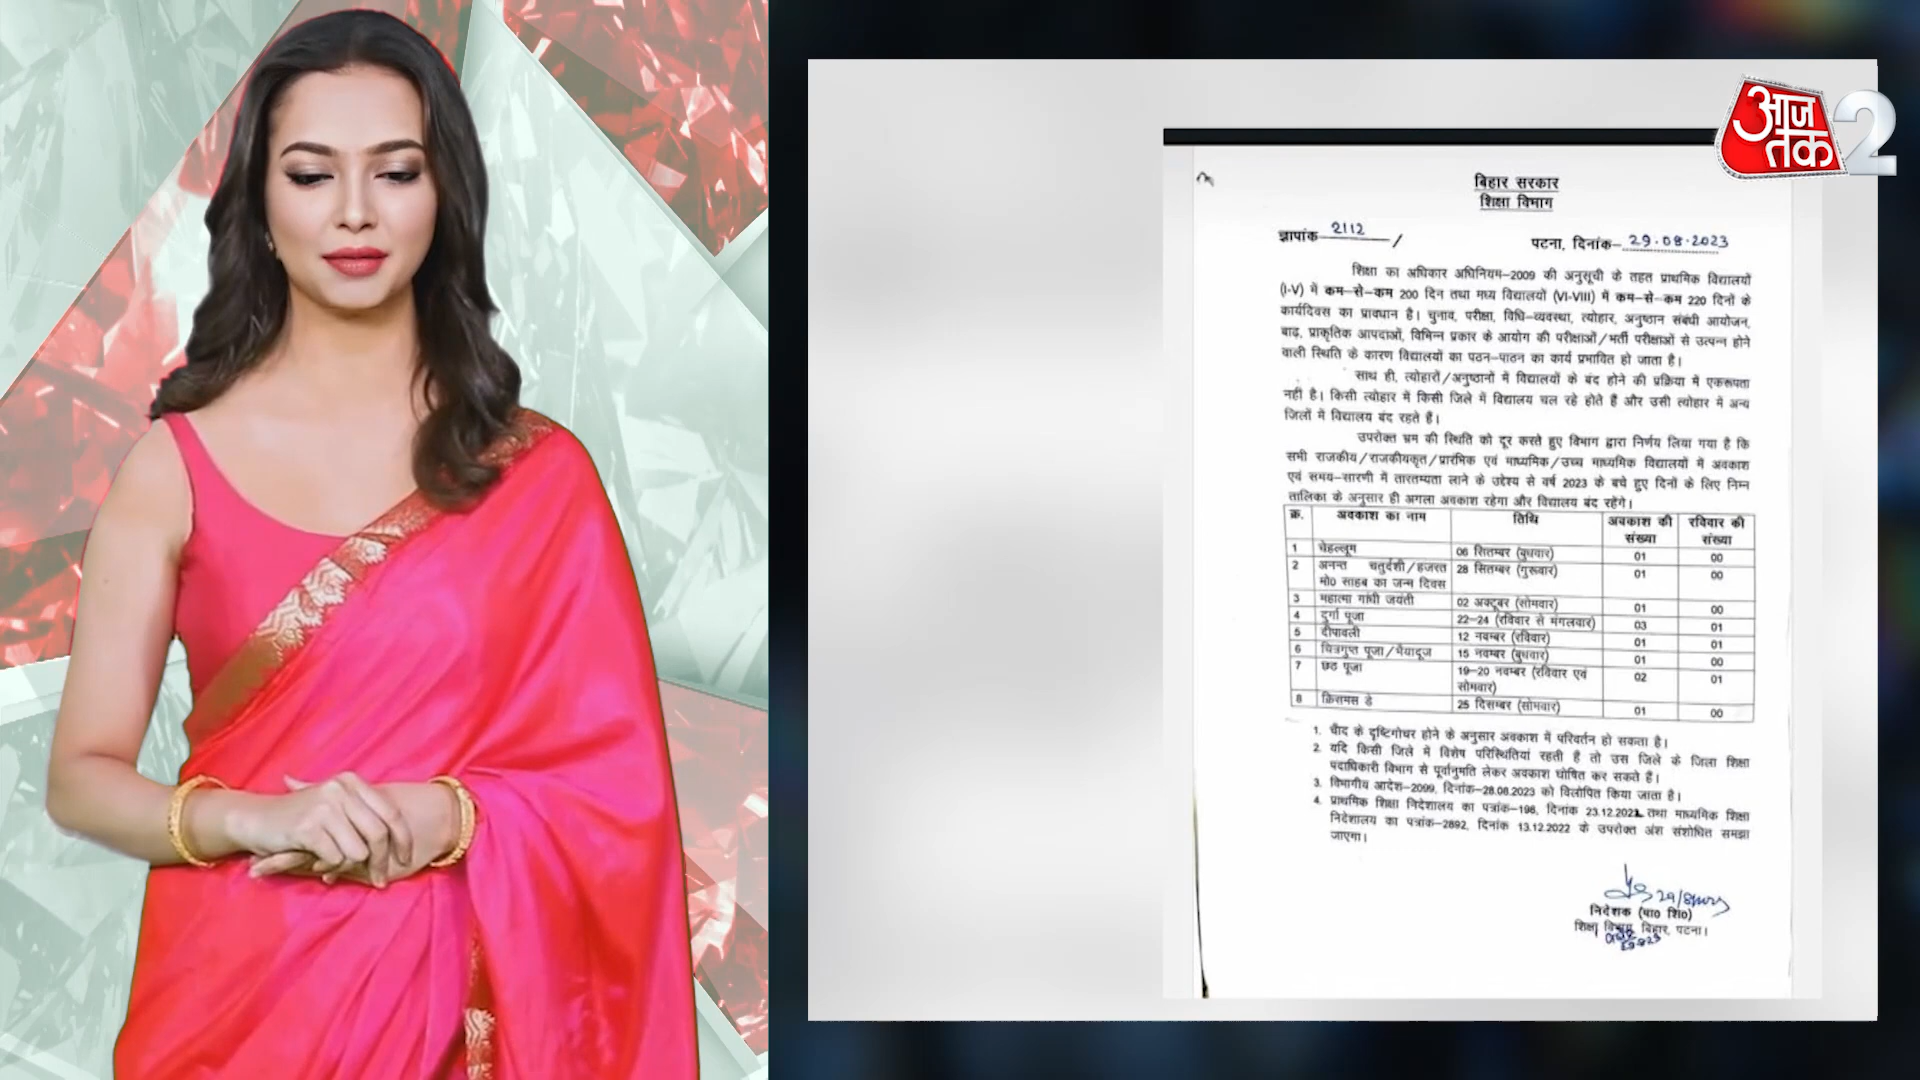 आज तक 2
बिहार सरकार
शिक्षा विभाग
ज्ञापांक 2112 /
पटना, दिनांक– 29.08.2023
शिक्षा का अधिकार अधिनियम–2009 की अनुसूची के तहत प्राथमिक विद्यालयों
(I-V) में कम–से–कम 200 दिन तथा मध्य विद्यालयों (VI-VIII) में कम–से–कम 220 दिनों के
कार्यदिवस का प्रावधान है। चुनाव, परीक्षा, विधि–व्यवस्था, त्योहार, अनुष्ठान संबंधी आयोजन,
बाढ़, प्राकृतिक आपदाओं, विभिन्न प्रकार के आयोग की परीक्षाओं/भर्ती परीक्षाओं से उत्पन्न होने
वाली स्थिति के कारण विद्यालयों का पठन–पाठन का कार्य प्रभावित हो जाता है।
साथ ही, त्योहारों/अनुष्ठानों में विद्यालयों के बंद होने की प्रक्रिया में एकरूपता
नहीं है। किसी त्योहार में किसी जिले में विद्यालय चल रहे होते हैं और उसी त्योहार में अन्य
जिलों में विद्यालय बंद रहते हैं।
उपरोक्त भ्रम की स्थिति को दूर करते हुए विभाग द्वारा निर्णय लिया गया है कि
सभी राजकीय/राजकीयकृत/प्रारंभिक एवं माध्यमिक/उच्च माध्यमिक विद्यालयों में अवकाश
एवं समय–सारणी में तारतम्यता लाने के उद्देश्य से वर्ष 2023 के बचे हुए दिनों के लिए निम्न
तालिका के अनुसार ही अगला अवकाश रहेगा और विद्यालय बंद रहेंगे।
क्र. अवकाश का नाम तिथि अवकाश की संख्या रविवार की संख्या
1 चेहल्लूम 06 सितम्बर (बुधवार) 01 00
2 अनन्त चतुर्दशी/हजरत मो0 साहब का जन्म दिवस 28 सितम्बर (गुरूवार) 01 00
3 महात्मा गांधी जयंती 02 अक्टूबर (सोमवार) 01 00
4 दुर्गा पूजा 22–24 (रविवार से मंगलवार) 03 01
5 दीपावली 12 नवम्बर (रविवार) 01 01
6 चित्रगुप्त पूजा/भैयादूज 15 नवम्बर (बुधवार) 01 00
7 छठ पूजा 19–20 नवम्बर (रविवार एवं सोमवार) 02 01
8 क्रिसमस डे 25 दिसम्बर (सोमवार) 01 00
1. चाँद के दृष्टिगोचर होने के अनुसार अवकाश में परिवर्तन हो सकता है।
2. यदि किसी जिले में विशेष परिस्थितियां रहती है तो उस जिले के जिला शिक्षा
पदाधिकारी विभाग से पूर्वानुमति लेकर अवकाश घोषित कर सकते हैं।
3. विभागीय आदेश–2099, दिनांक–28.08.2023 को विलोपित किया जाता है।
4. प्राथमिक शिक्षा निदेशालय का पत्रांक–196, दिनांक 23.12.2022 तथा माध्यमिक शिक्षा
निदेशालय का पत्रांक–2892, दिनांक 13.12.2022 के उपरोक्त अंश संशोधित समझा
जाएगा।
निदेशक (मा0 शि0)
शिक्षा विभाग, बिहार, पटना।